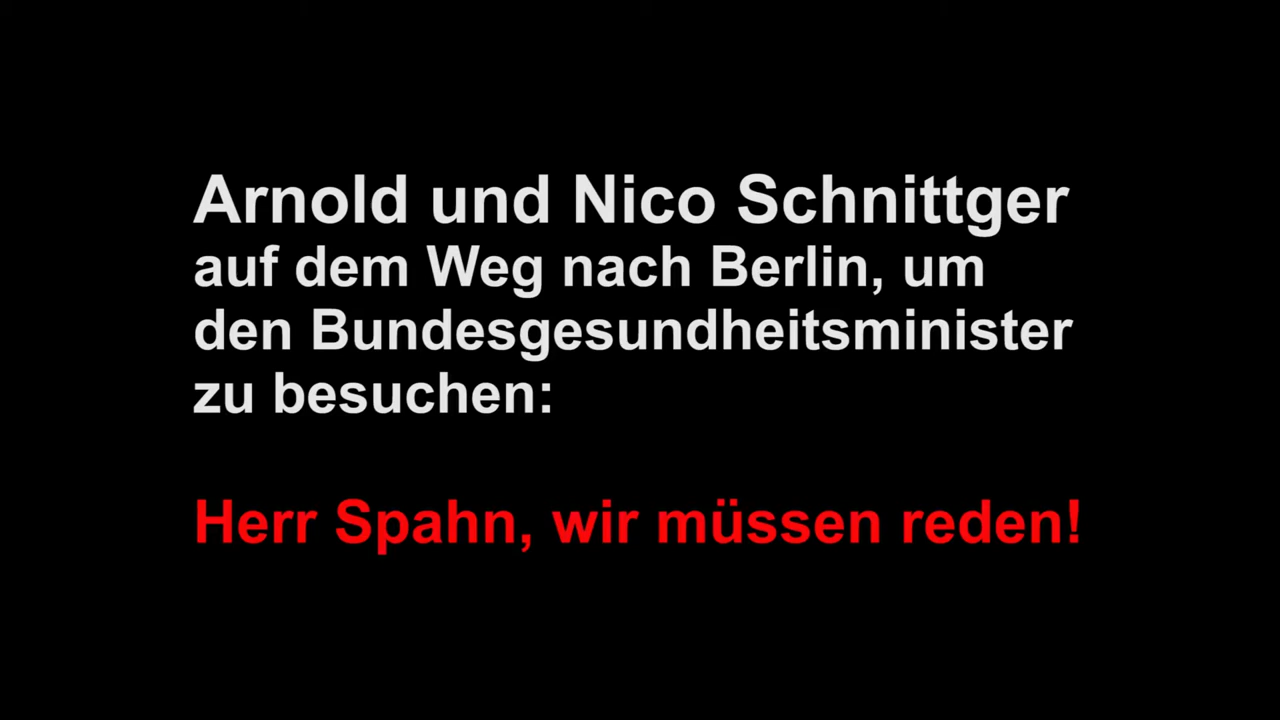 Arnold und Nico Schnittger
auf dem Weg nach Berlin, um
den Bundesgesundheitsminister
zu besuchen:
Herr Spahn, wir müssen reden!